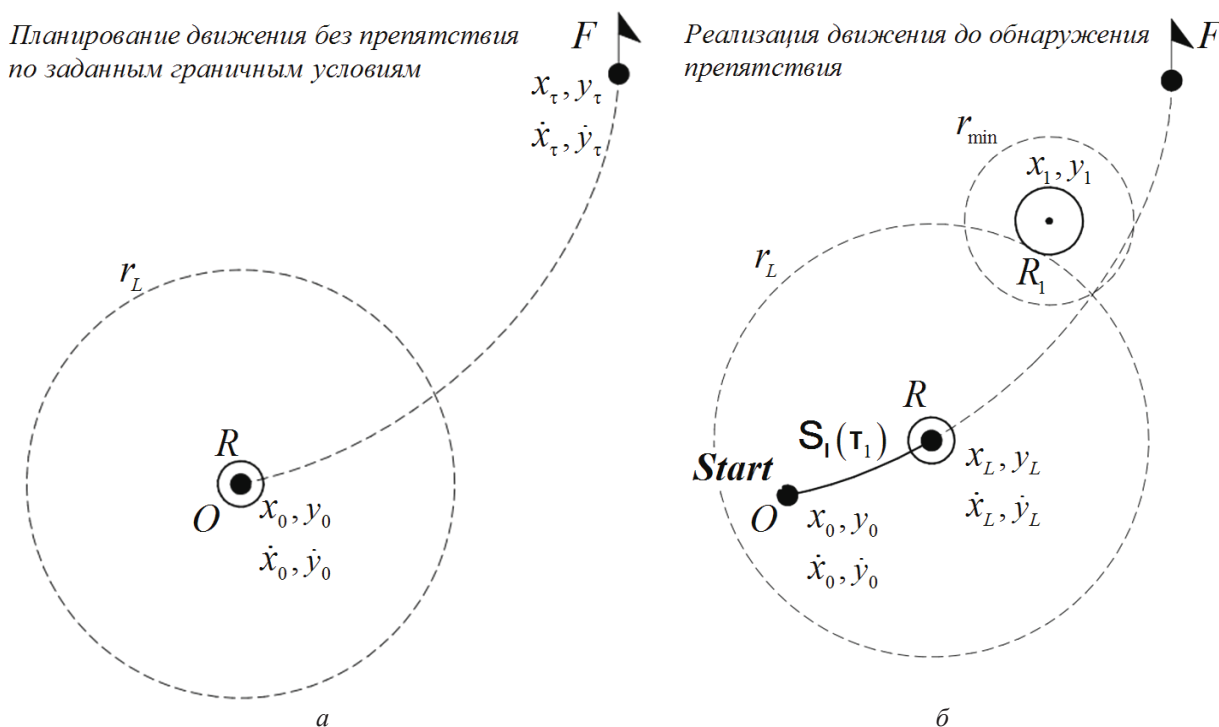 Планирование движения без препятствия
по заданным граничным условиям
F
x_τ, y_τ
ẋ_τ, ẏ_τ
r_L
R
O
x_0, y_0
ẋ_0, ẏ_0
а
Реализация движения до обнаружения
препятствия
F
r_min
x_1, y_1
R_1
r_L
R
S_I(τ_1)
Start
x_L, y_L
ẋ_L, ẏ_L
O
x_0, y_0
ẋ_0, ẏ_0
б